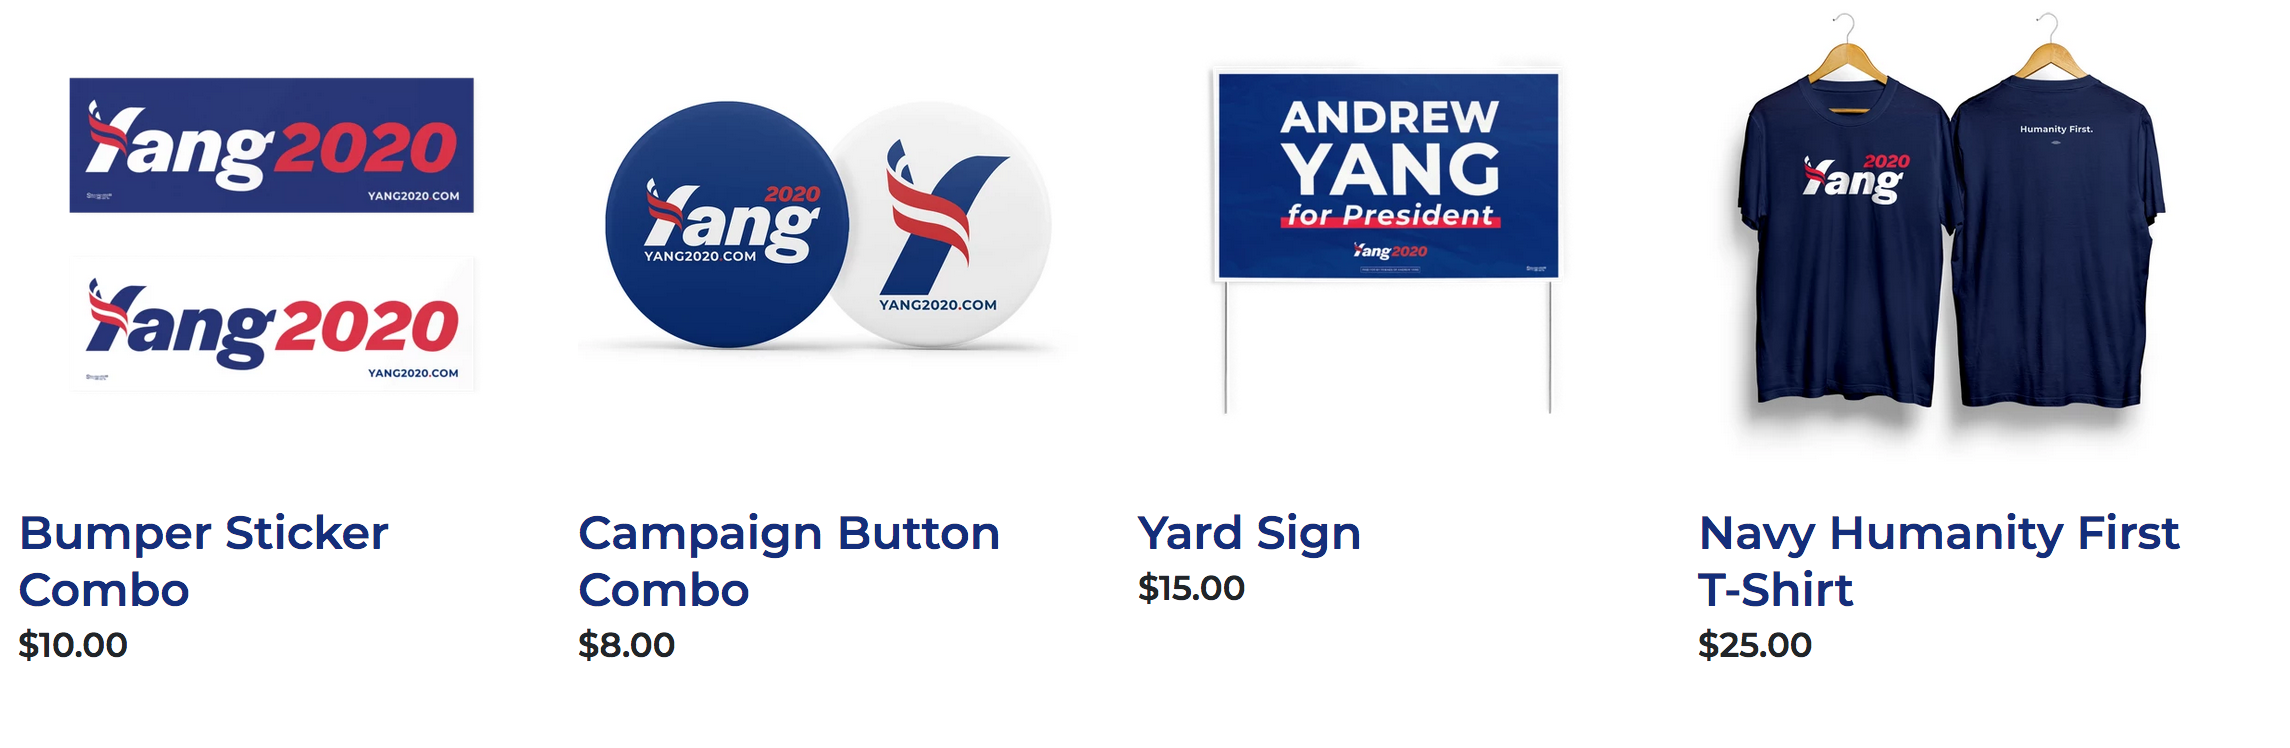 Yang2020
YANG2020.COM
Yang2020
YANG2020.COM
2020
Yang
YANG2020.COM
Y
YANG2020.COM
ANDREW
YANG
for President
Yang2020
2020
Yang
Humanity First.
Bumper Sticker
Combo
$10.00
Campaign Button
Combo
$8.00
Yard Sign
$15.00
Navy Humanity First
T-Shirt
$25.00